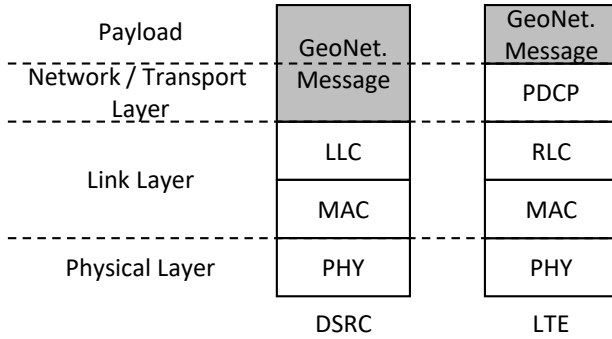 Payload
GeoNet.
Message
GeoNet.
Message
Network / Transport
Layer
PDCP
Link Layer
LLC
RLC
MAC
MAC
Physical Layer
PHY
PHY
DSRC
LTE